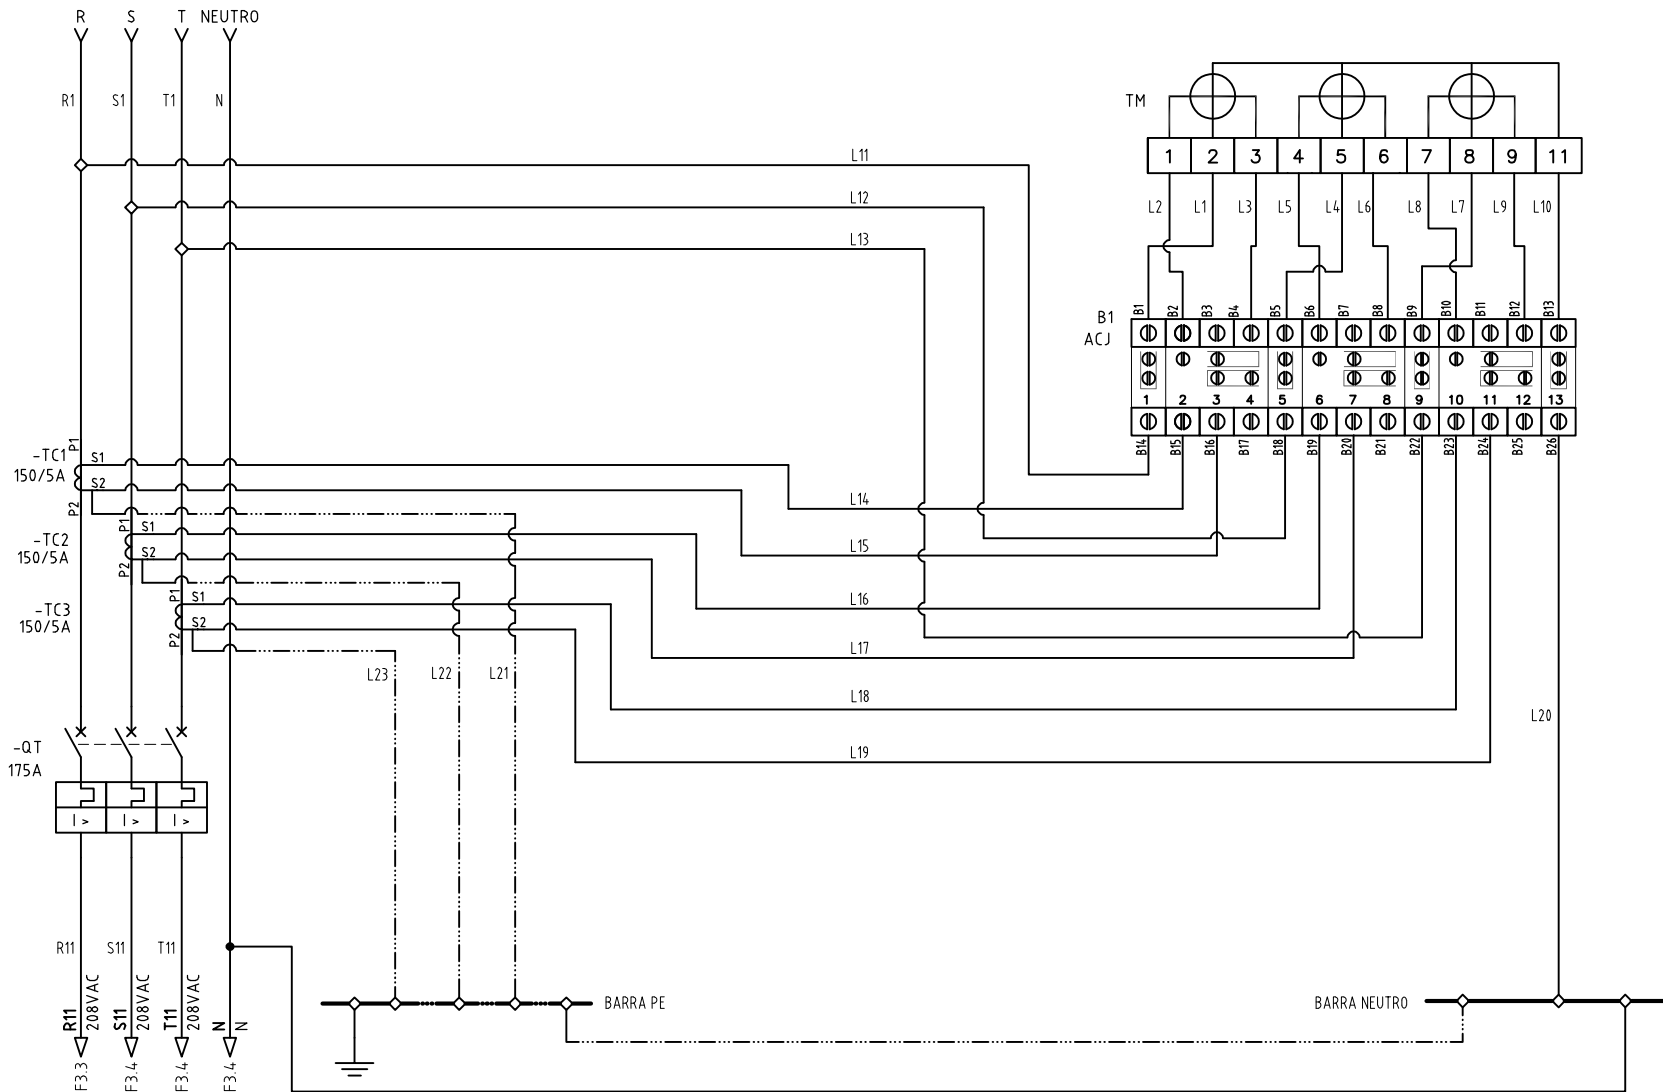 R S T NEUTRO
R1 S1 T1 N
TM
1 2 3 4 5 6 7 8 9 11
L11
L12
L13
L2 L1 L3 L5 L4 L6 L8 L7 L9 L10
B1
ACJ
B1 B2 B3 B4 B5 B6 B7 B8 B9 B10 B11 B12 B13
1 2 3 4 5 6 7 8 9 10 11 12 13
B14 B15 B16 B17 B18 B19 B20 B21 B22 B23 B24 B25 B26
-TC1
150/5A
P1
S1
S2
P2
L14
-TC2
150/5A
P1
S1
S2
P2
L15
-TC3
150/5A
P1
S1
S2
P2
L16
L17
L23 L22 L21
L18
L20
L19
-QT
175A
I > I > I >
R11 S11 T11
R11 208VAC
S11 208VAC
T11 208VAC
N N
F3.3 F3.4 F3.4 F3.4
BARRA PE
BARRA NEUTRO